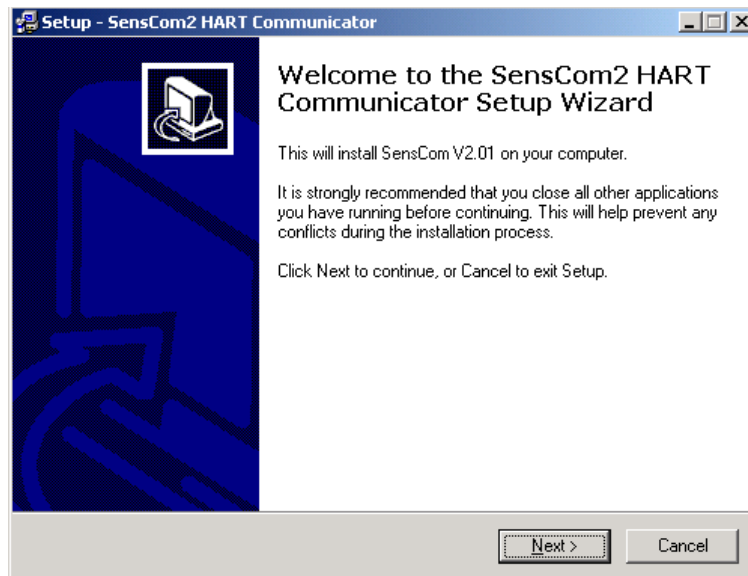 Setup - SensCom2 HART Communicator
Welcome to the SensCom2 HART
Communicator Setup Wizard
This will install SensCom V2.01 on your computer.
It is strongly recommended that you close all other applications
you have running before continuing. This will help prevent any
conflicts during the installation process.
Click Next to continue, or Cancel to exit Setup.
Next >
Cancel